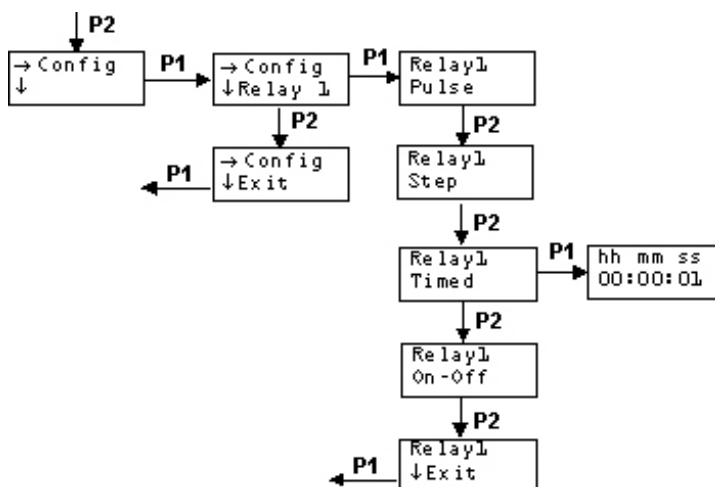 P2
→ Config
↓
P1
→ Config
↓Relay 1
P1
Relay1
Pulse
P2
P2
→ Config
↓Exit
P1
Relay1
Step
P2
Relay1
Timed
P1
hh mm ss
00:00:01
P2
Relay1
On-Off
P2
Relay1
↓Exit
P1